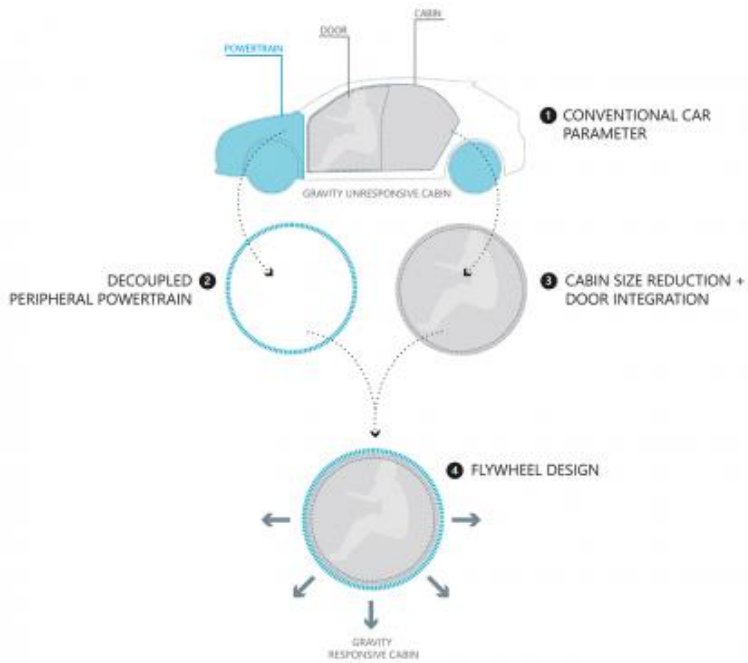 CABIN
DOOR
POWERTRAIN
1 CONVENTIONAL CAR
PARAMETER
GRAVITY UNRESPONSIVE CABIN
DECOUPLED 2
PERIPHERAL POWERTRAIN
3 CABIN SIZE REDUCTION +
DOOR INTEGRATION
4 FLYWHEEL DESIGN
GRAVITY
RESPONSIVE CABIN